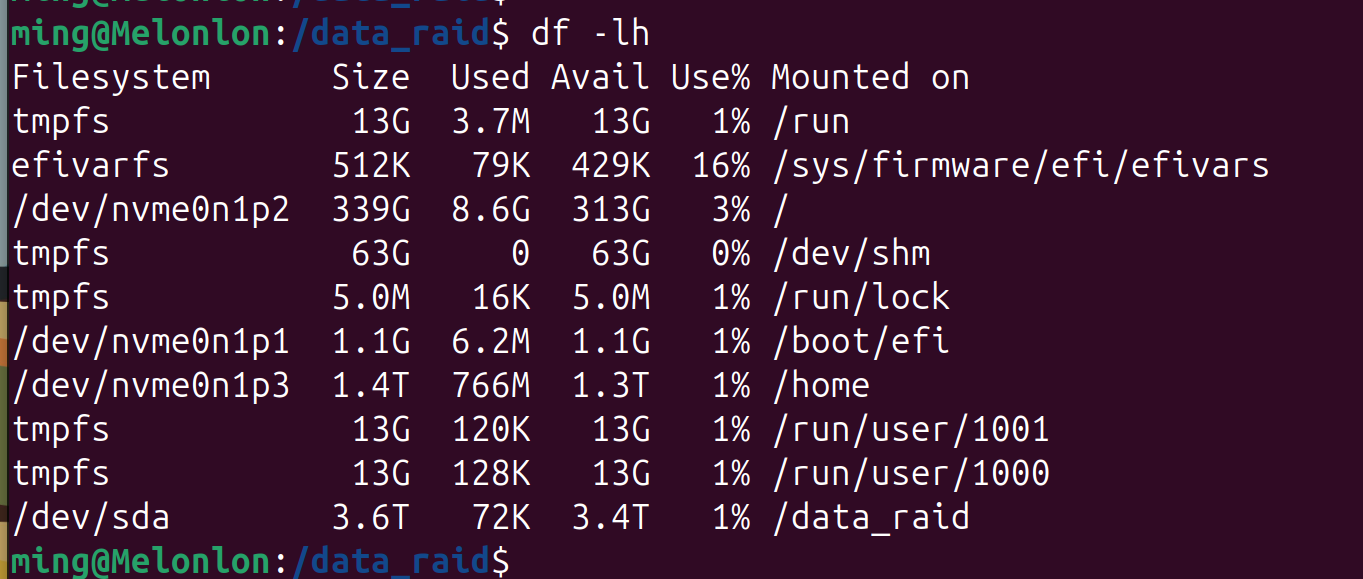 ming@Melonlon:/data_raid$
ming@Melonlon:/data_raid$ df -lh
Filesystem      Size  Used Avail Use% Mounted on
tmpfs            13G  3.7M   13G   1% /run
efivarfs        512K   79K  429K  16% /sys/firmware/efi/efivars
/dev/nvme0n1p2  339G  8.6G  313G   3% /
tmpfs            63G     0   63G   0% /dev/shm
tmpfs           5.0M   16K  5.0M   1% /run/lock
/dev/nvme0n1p1  1.1G  6.2M  1.1G   1% /boot/efi
/dev/nvme0n1p3  1.4T  766M  1.3T   1% /home
tmpfs            13G  120K   13G   1% /run/user/1001
tmpfs            13G  128K   13G   1% /run/user/1000
/dev/sda        3.6T   72K  3.4T   1% /data_raid
ming@Melonlon:/data_raid$